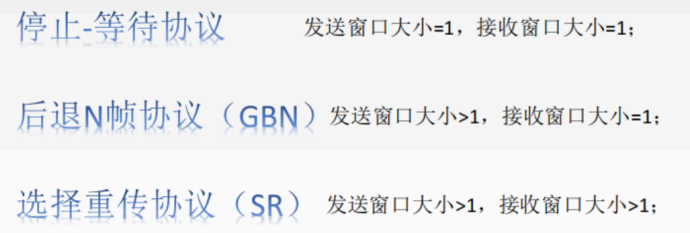 停止-等待协议 发送窗口大小=1，接收窗口大小=1；
后退N帧协议（GBN） 发送窗口大小>1，接收窗口大小=1；
选择重传协议（SR） 发送窗口大小>1，接收窗口大小>1；